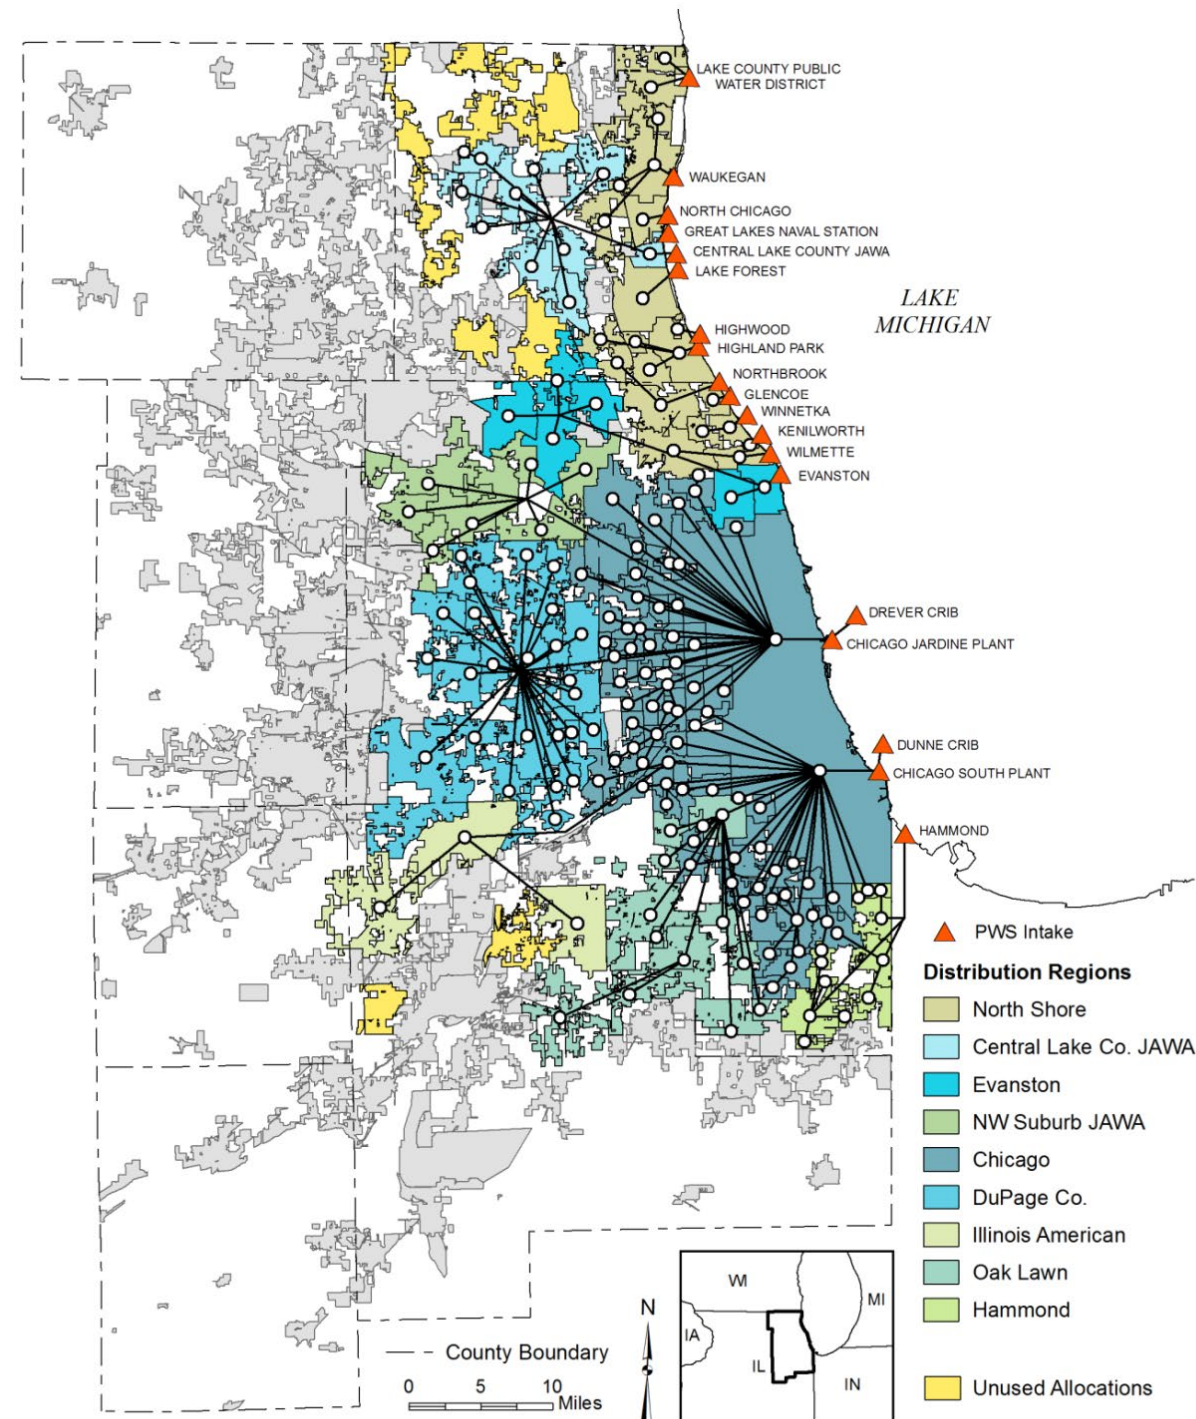 LAKE COUNTY PUBLIC
WATER DISTRICT
WAUKEGAN
NORTH CHICAGO
GREAT LAKES NAVAL STATION
CENTRAL LAKE COUNTY JAWA
LAKE FOREST
LAKE
MICHIGAN
HIGHWOOD
HIGHLAND PARK
NORTHBROOK
GLENCOE
WINNETKA
KENILWORTH
WILMETTE
EVANSTON
DREVER CRIB
CHICAGO JARDINE PLANT
DUNNE CRIB
CHICAGO SOUTH PLANT
HAMMOND
PWS Intake
Distribution Regions
North Shore
Central Lake Co. JAWA
Evanston
NW Suburb JAWA
Chicago
DuPage Co.
Illinois American
Oak Lawn
Hammond
Unused Allocations
County Boundary
0 5 10
Miles
N
WI
MI
IA
IL
IN